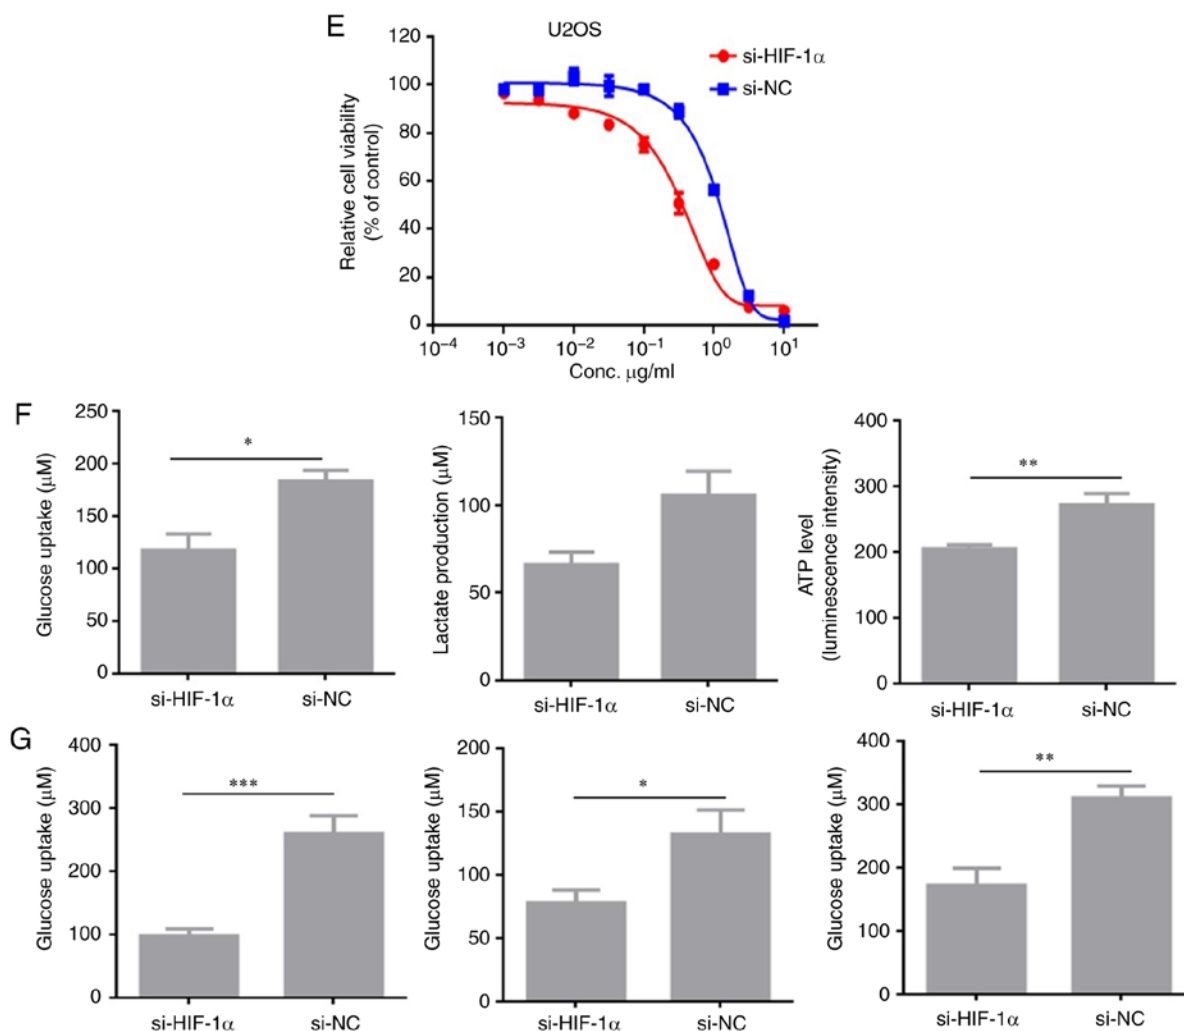 E
U2OS
si-HIF-1α
si-NC
Relative cell viability
(% of control)
120
100
80
60
40
20
0
10⁻⁴ 10⁻³ 10⁻² 10⁻¹ 10⁰ 10¹
Conc. μg/ml
F
Glucose uptake (μM)
250
200
150
100
50
0
*
si-HIF-1α si-NC
Lactate production (μM)
150
100
50
0
si-HIF-1α si-NC
ATP level
(luminescence intensity)
400
300
200
100
0
**
si-HIF-1α si-NC
G
Glucose uptake (μM)
400
300
200
100
0
***
si-HIF-1α si-NC
Glucose uptake (μM)
200
150
100
50
0
*
si-HIF-1α si-NC
Glucose uptake (μM)
400
300
200
100
0
**
si-HIF-1α si-NC